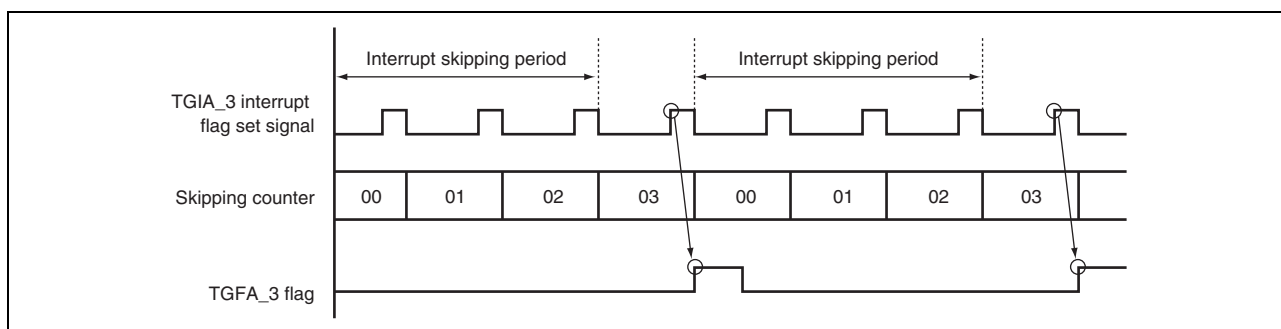 Interrupt skipping period Interrupt skipping period
TGIA_3 interrupt
flag set signal
Skipping counter 00 01 02 03 00 01 02 03
TGFA_3 flag